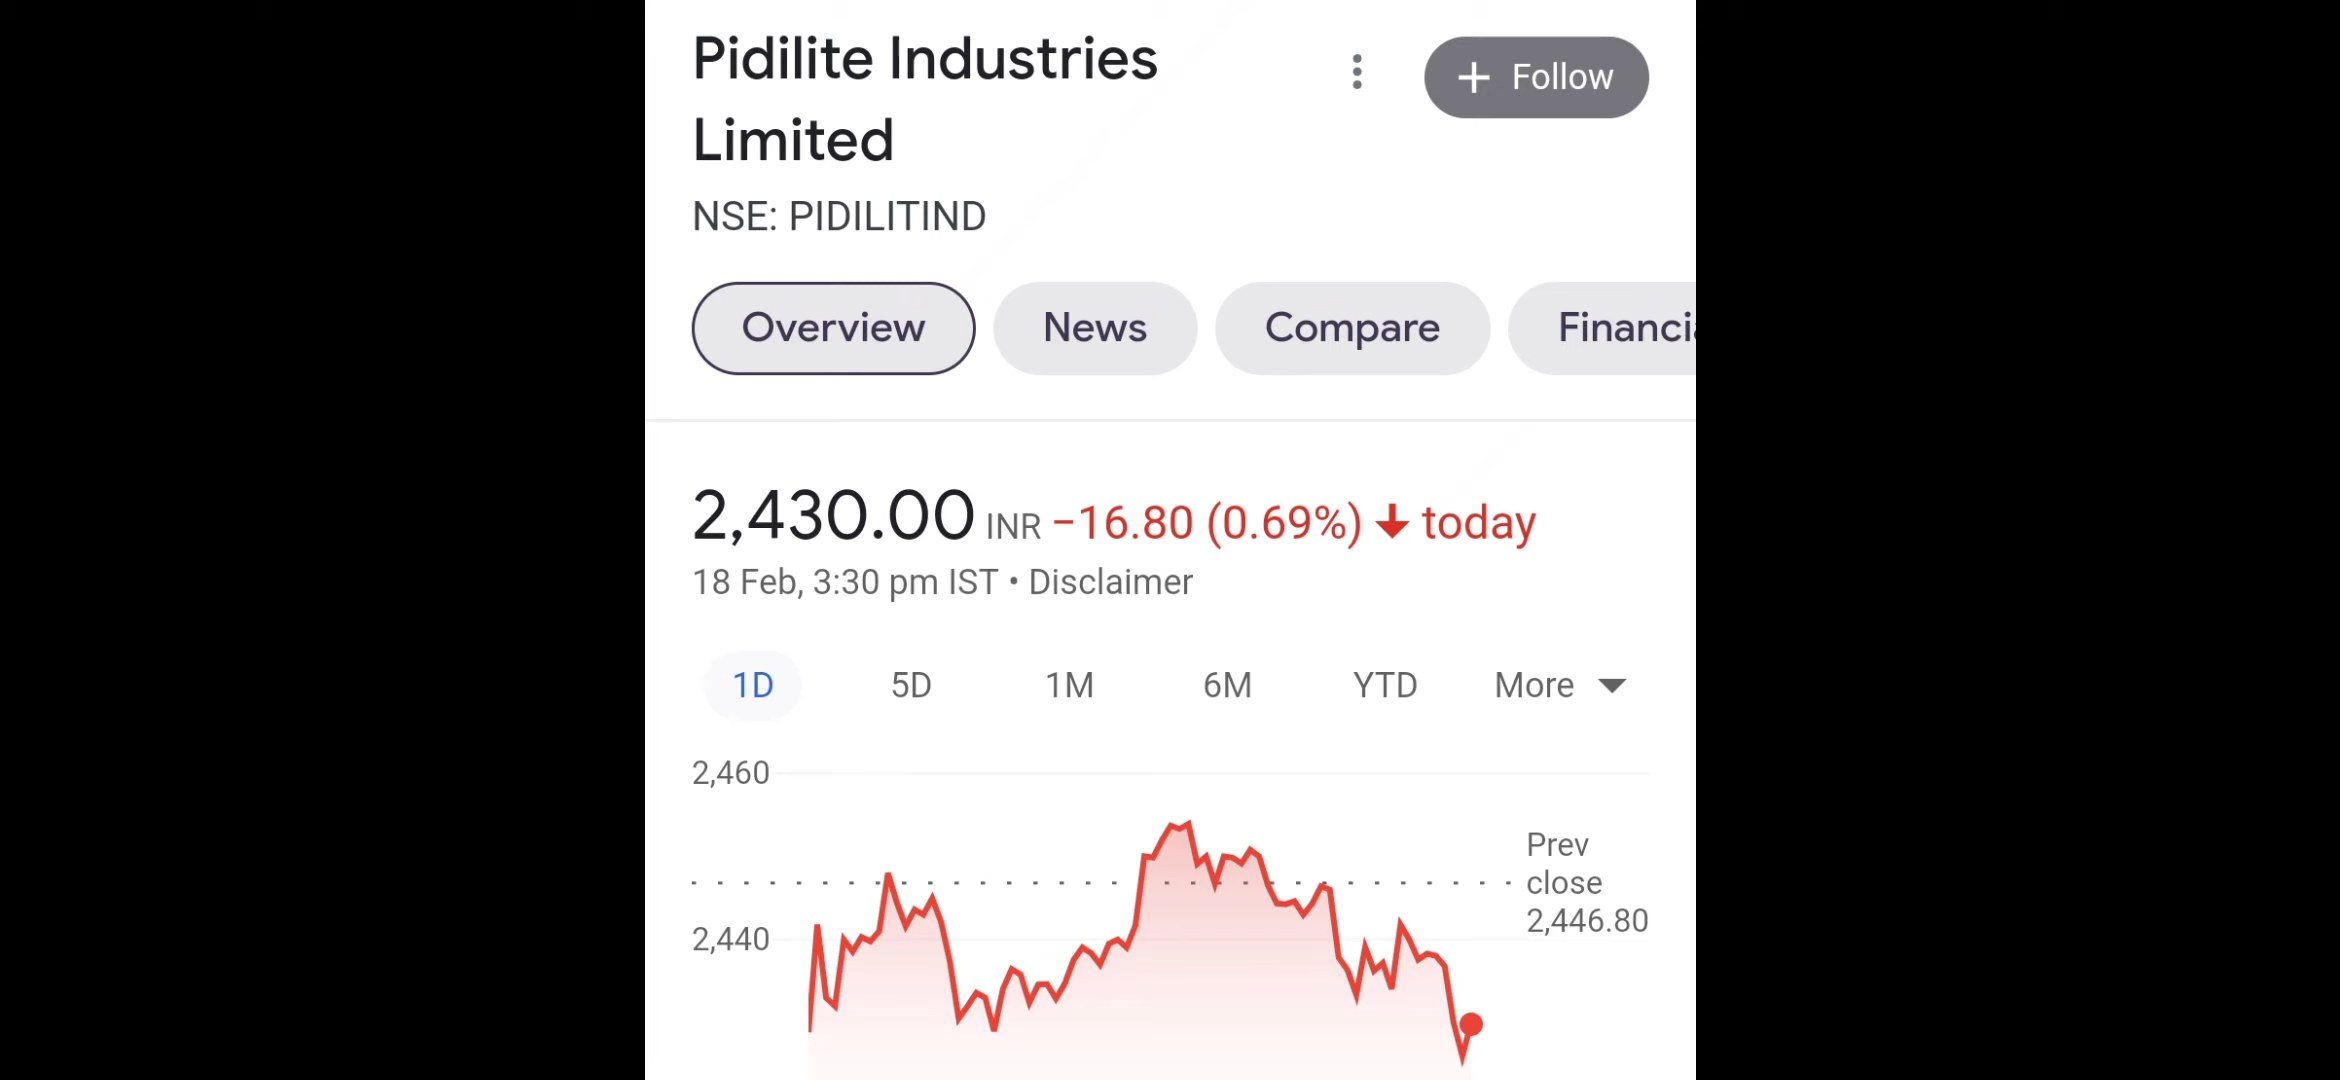 Pidilite Industries
Limited
+ Follow
NSE: PIDILITIND
Overview News Compare Financi
2,430.00 INR −16.80 (0.69%) ↓ today
18 Feb, 3:30 pm IST • Disclaimer
1D 5D 1M 6M YTD More
2,460
Prev
close
2,446.80
2,440